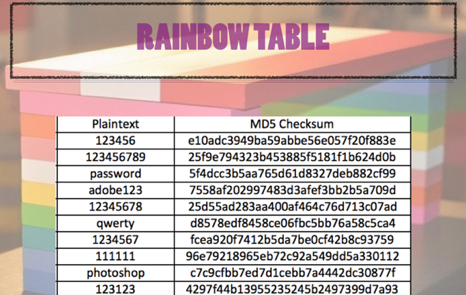 RAINBOW TABLE
Plaintext MD5 Checksum
123456 e10adc3949ba59abbe56e057f20f883e
123456789 25f9e794323b453885f5181f1b624d0b
password 5f4dcc3b5aa765d61d8327deb882cf99
adobe123 7558af202997483d3afef3bb2b5a709d
12345678 25d55ad283aa400af464c76d713c07ad
qwerty d8578edf8458ce06fbc5bb76a58c5ca4
1234567 fcea920f7412b5da7be0cf42b8c93759
111111 96e79218965eb72c92a549dd5a330112
photoshop c7c9cfbb7ed7d1cebb7a4442dc30877f
123123 4297f44b13955235245b2497399d7a93